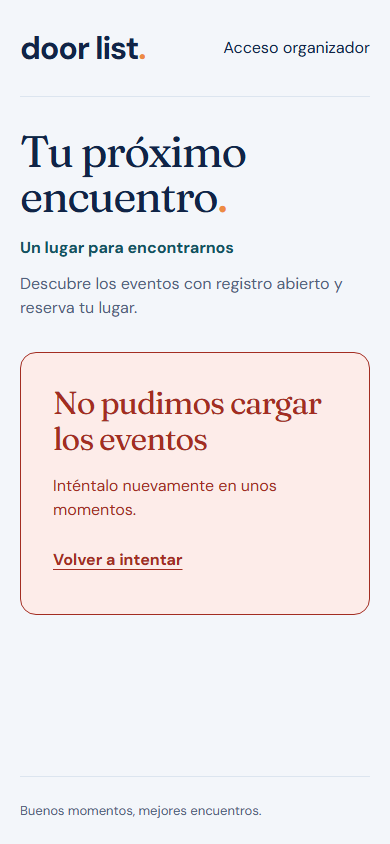 door list.
Acceso organizador
Tu próximo
encuentro.
Un lugar para encontrarnos
Descubre los eventos con registro abierto y
reserva tu lugar.
No pudimos cargar
los eventos
Inténtalo nuevamente en unos
momentos.
Volver a intentar
Buenos momentos, mejores encuentros.